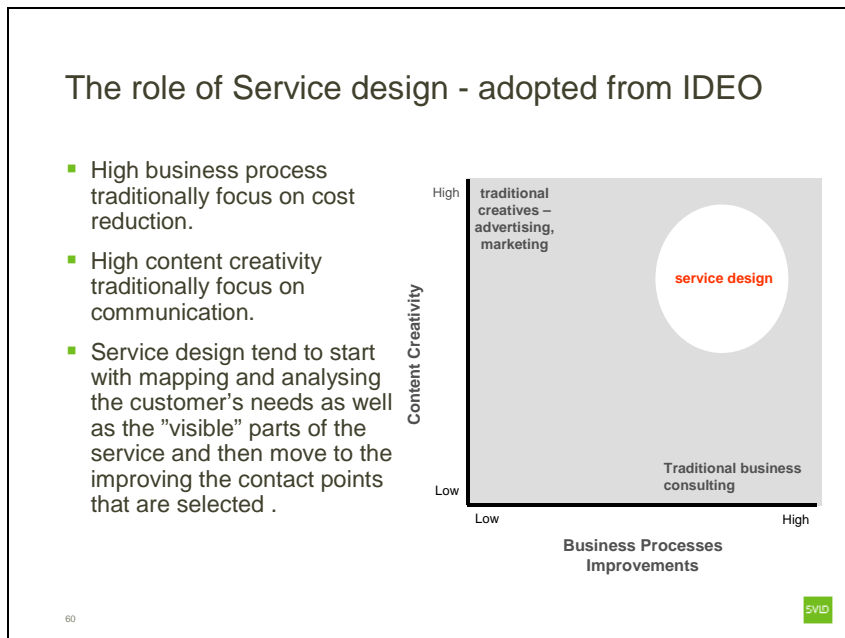 The role of Service design - adopted from IDEO
High business process
traditionally focus on cost
reduction.
High content creativity
traditionally focus on
communication.
Service design tend to start
with mapping and analysing
the customer's needs as well
as the ”visible” parts of the
service and then move to the
improving the contact points
that are selected .
High
traditional
creatives –
advertising,
marketing
service design
Content Creativity
Traditional business
consulting
Low
Low
High
Business Processes
Improvements
60
SVID